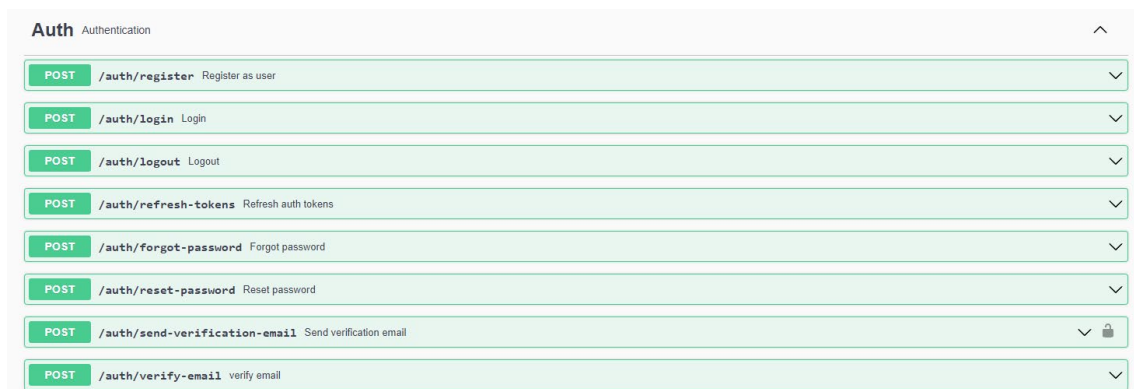 Auth Authentication
POST /auth/register Register as user
POST /auth/login Login
POST /auth/logout Logout
POST /auth/refresh-tokens Refresh auth tokens
POST /auth/forgot-password Forgot password
POST /auth/reset-password Reset password
POST /auth/send-verification-email Send verification email
POST /auth/verify-email verify email